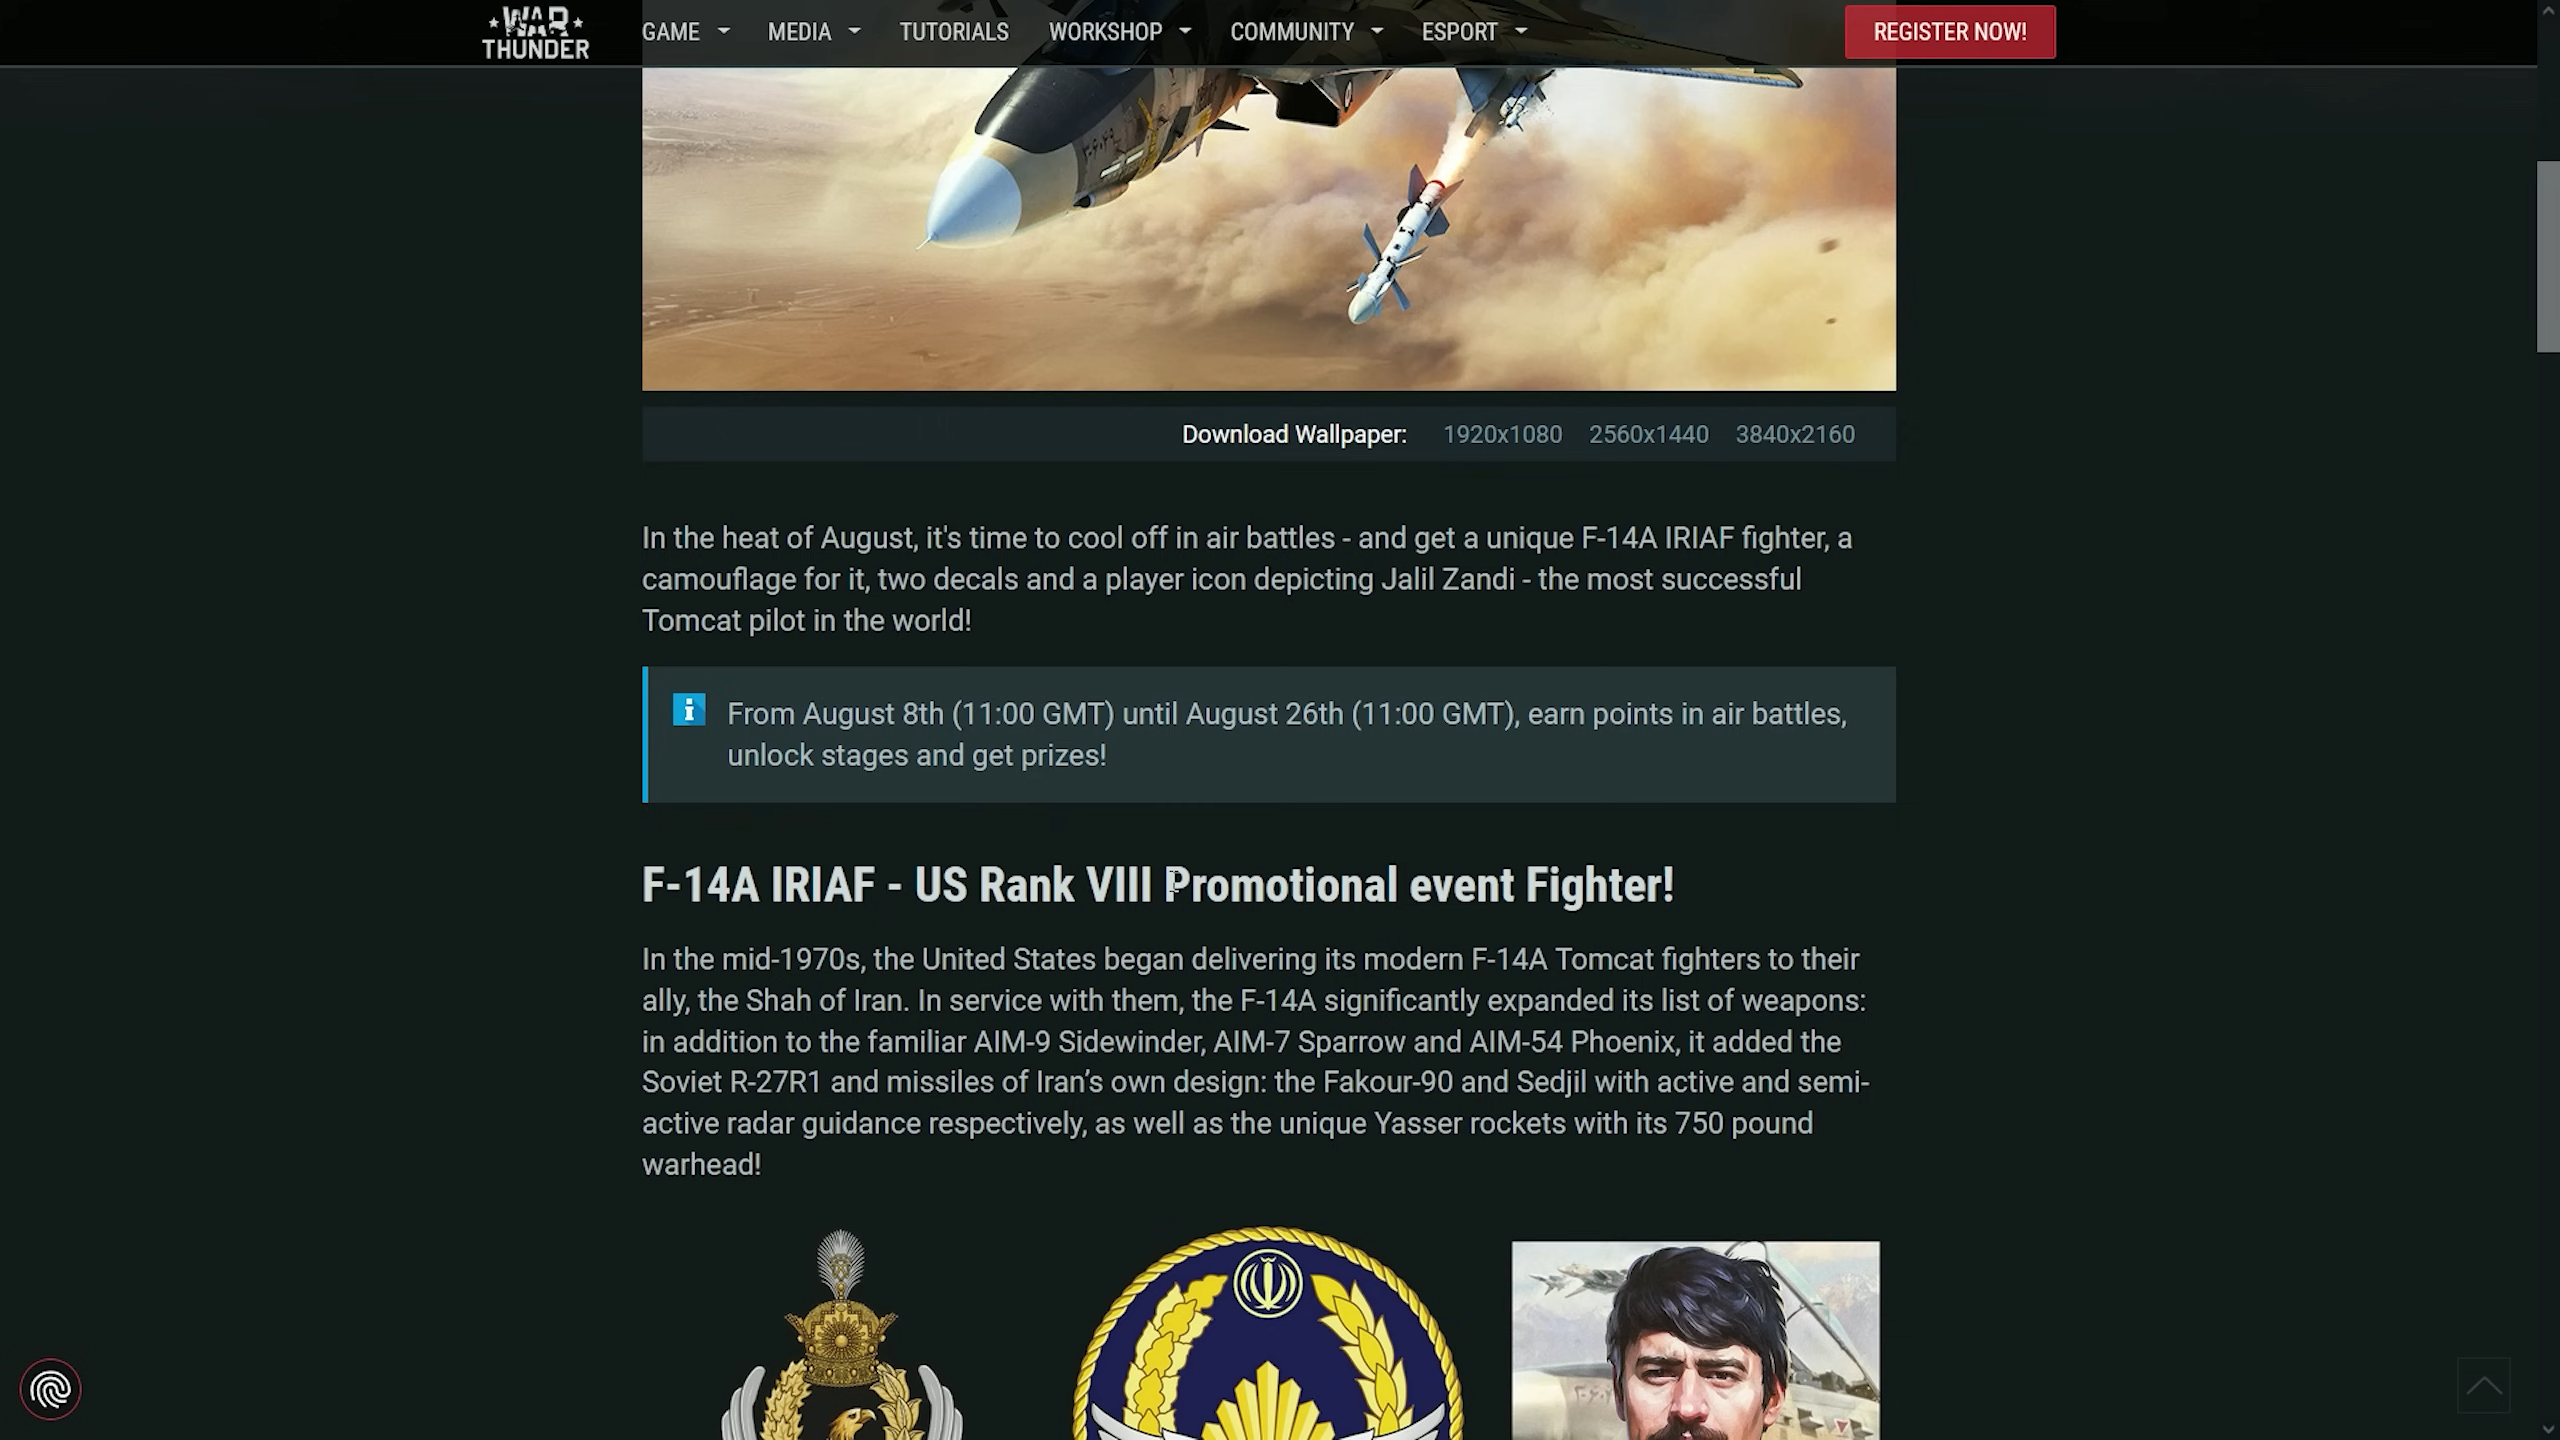 WAR
THUNDER
GAME MEDIA TUTORIALS WORKSHOP COMMUNITY ESPORT REGISTER NOW!
Download Wallpaper: 1920x1080 2560x1440 3840x2160
In the heat of August, it's time to cool off in air battles - and get a unique F-14A IRIAF fighter, a
camouflage for it, two decals and a player icon depicting Jalil Zandi - the most successful
Tomcat pilot in the world!
From August 8th (11:00 GMT) until August 26th (11:00 GMT), earn points in air battles,
unlock stages and get prizes!
F-14A IRIAF - US Rank VIII Promotional event Fighter!
In the mid-1970s, the United States began delivering its modern F-14A Tomcat fighters to their
ally, the Shah of Iran. In service with them, the F-14A significantly expanded its list of weapons:
in addition to the familiar AIM-9 Sidewinder, AIM-7 Sparrow and AIM-54 Phoenix, it added the
Soviet R-27R1 and missiles of Iran’s own design: the Fakour-90 and Sedjil with active and semi-
active radar guidance respectively, as well as the unique Yasser rockets with its 750 pound
warhead!